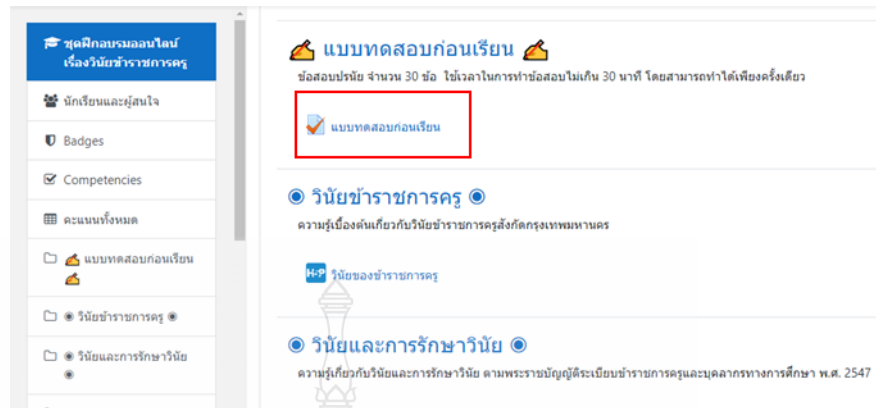 ชุดฝึกอบรมออนไลน์
เรื่องวินัยข้าราชการครู
นักเรียนและผู้สนใจ
Badges
Competencies
คะแนนทั้งหมด
แบบทดสอบก่อนเรียน
วินัยข้าราชการครู
วินัยและการรักษาวินัย
แบบทดสอบก่อนเรียน
ข้อสอบปรนัย จำนวน 30 ข้อ ใช้เวลาในการทำข้อสอบไม่เกิน 30 นาที โดยสามารถทำได้เพียงครั้งเดียว
แบบทดสอบก่อนเรียน
วินัยข้าราชการครู
ความรู้เบื้องต้นเกี่ยวกับวินัยข้าราชการครูสังกัดกรุงเทพมหานคร
H-P วินัยของข้าราชการครู
วินัยและการรักษาวินัย
ความรู้เกี่ยวกับวินัยและการรักษาวินัย ตามพระราชบัญญัติระเบียบข้าราชการครูและบุคลากรทางการศึกษา พ.ศ. 2547